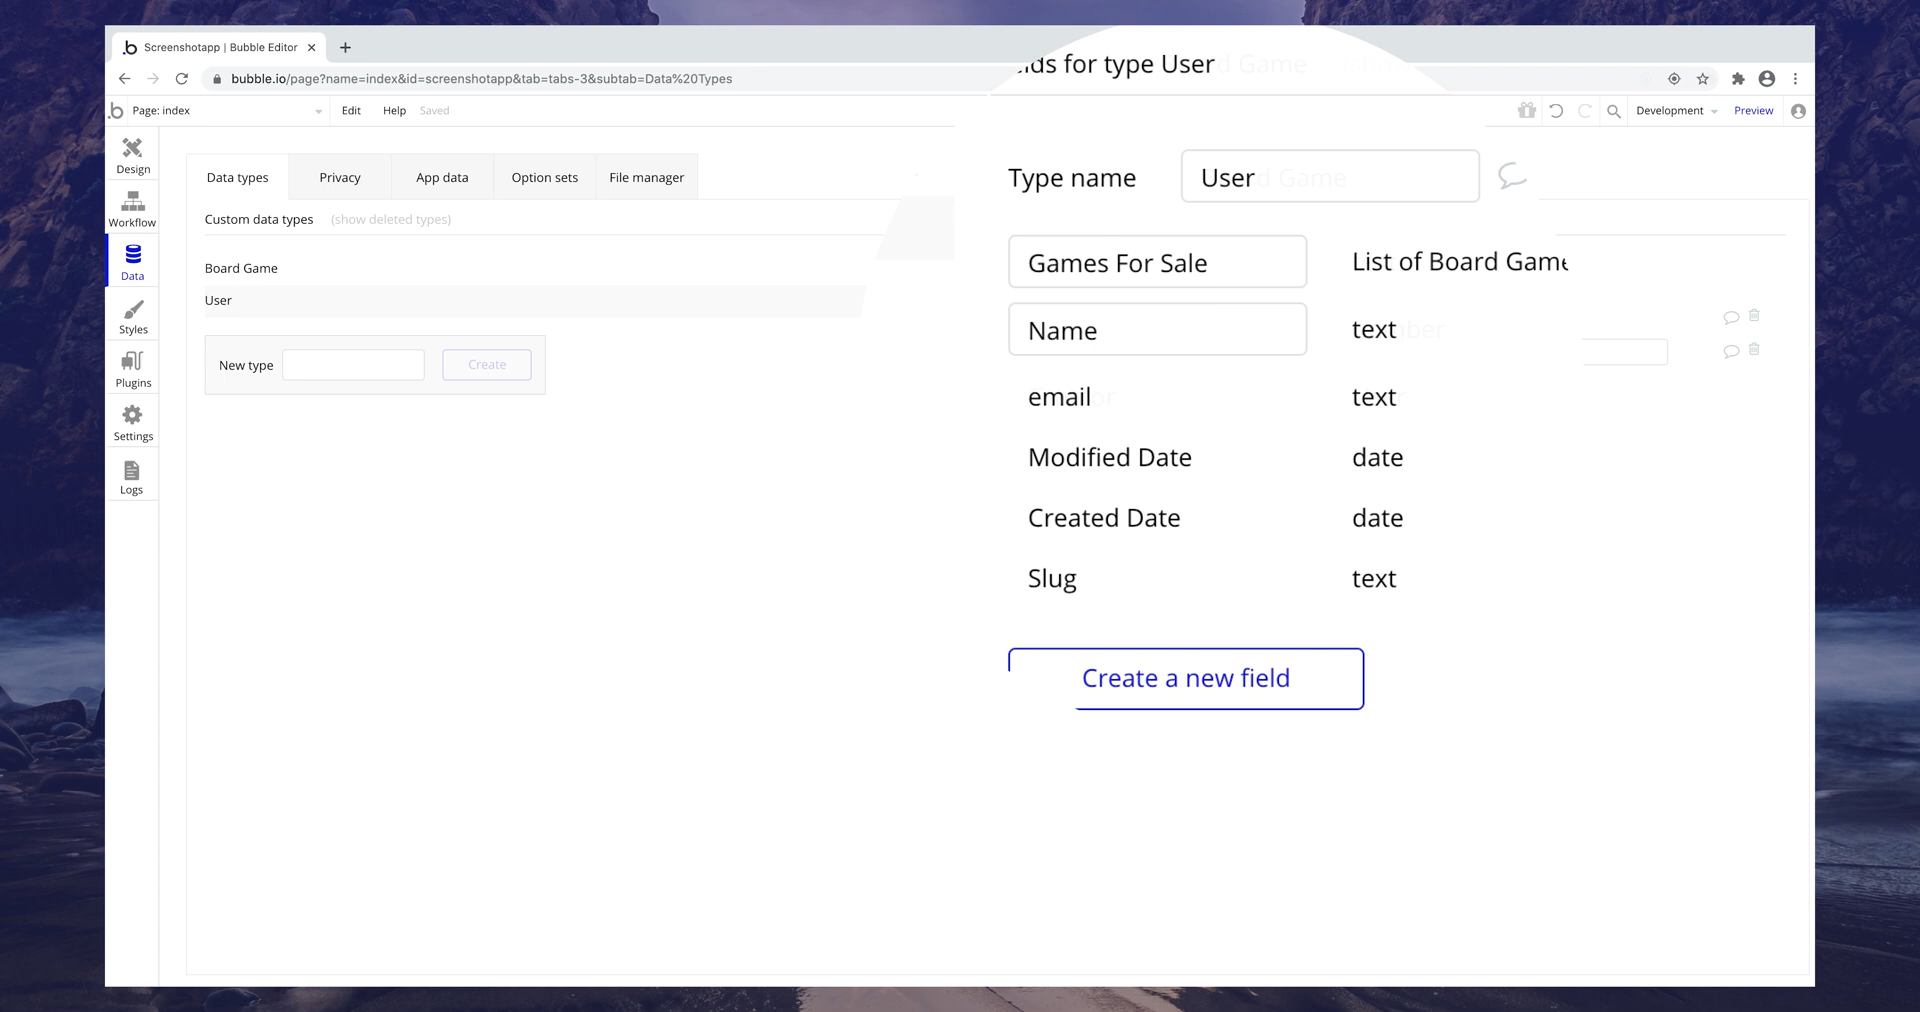 Screenshotapp | Bubble Editor
bubble.io/page?name=index&id=screenshotapp&tab=tabs-3&subtab=Data%20Types
Page: index
Edit
Help
Saved
Development
Preview
Design
Workflow
Data
Styles
Plugins
Settings
Logs
Data types
Privacy
App data
Option sets
File manager
Custom data types (show deleted types)
Board Game
User
New type
Create
for type User
Type name User
Games For Sale List of Board
Name text
email text
Modified Date date
Created Date date
Slug text
Create a new field